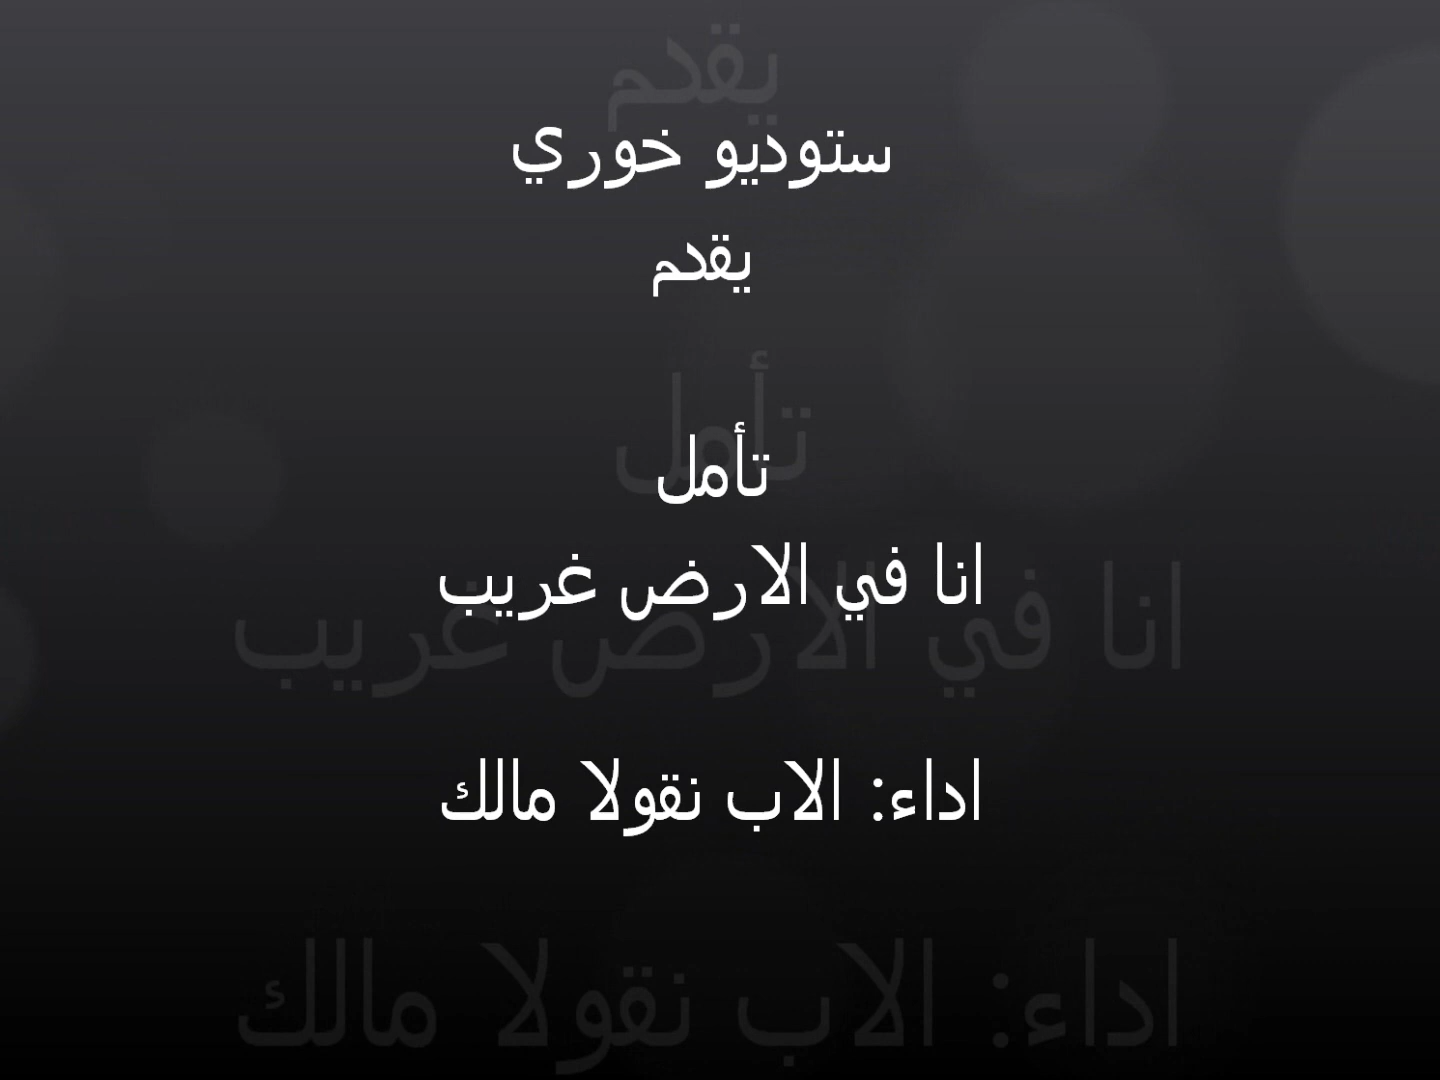 ستوديو خوري
يقدم
تأمل
انا في الارض غريب
اداء: الاب نقولا مالك